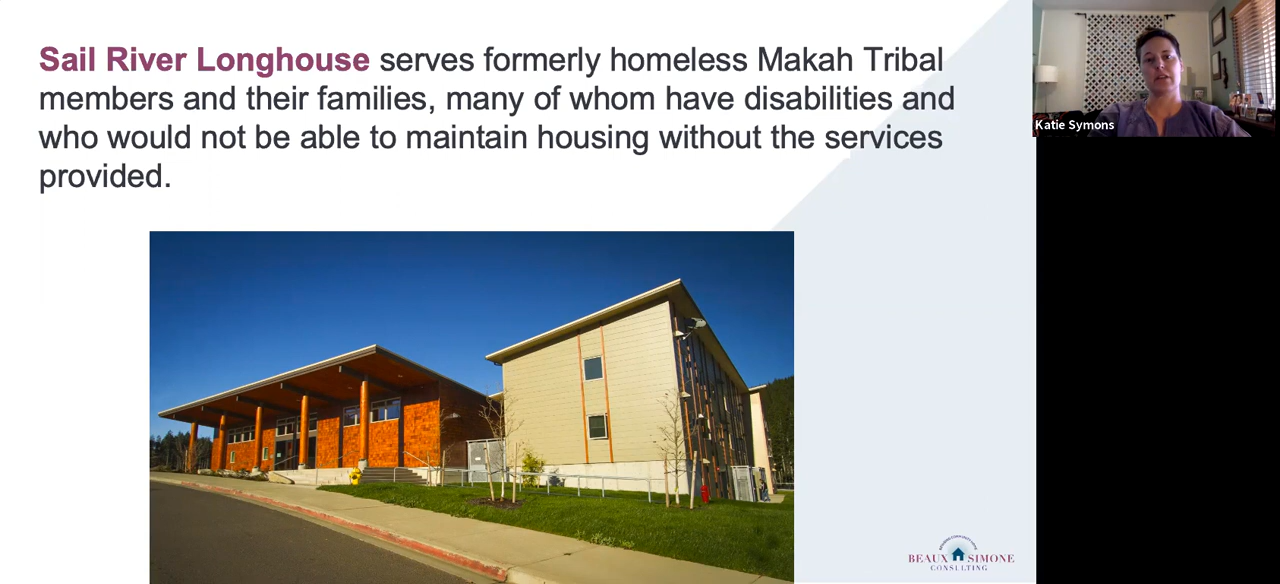 Sail River Longhouse serves formerly homeless Makah Tribal
members and their families, many of whom have disabilities and
who would not be able to maintain housing without the services
provided.
Katie Symons
BEAUX SIMONE
CONSULTING